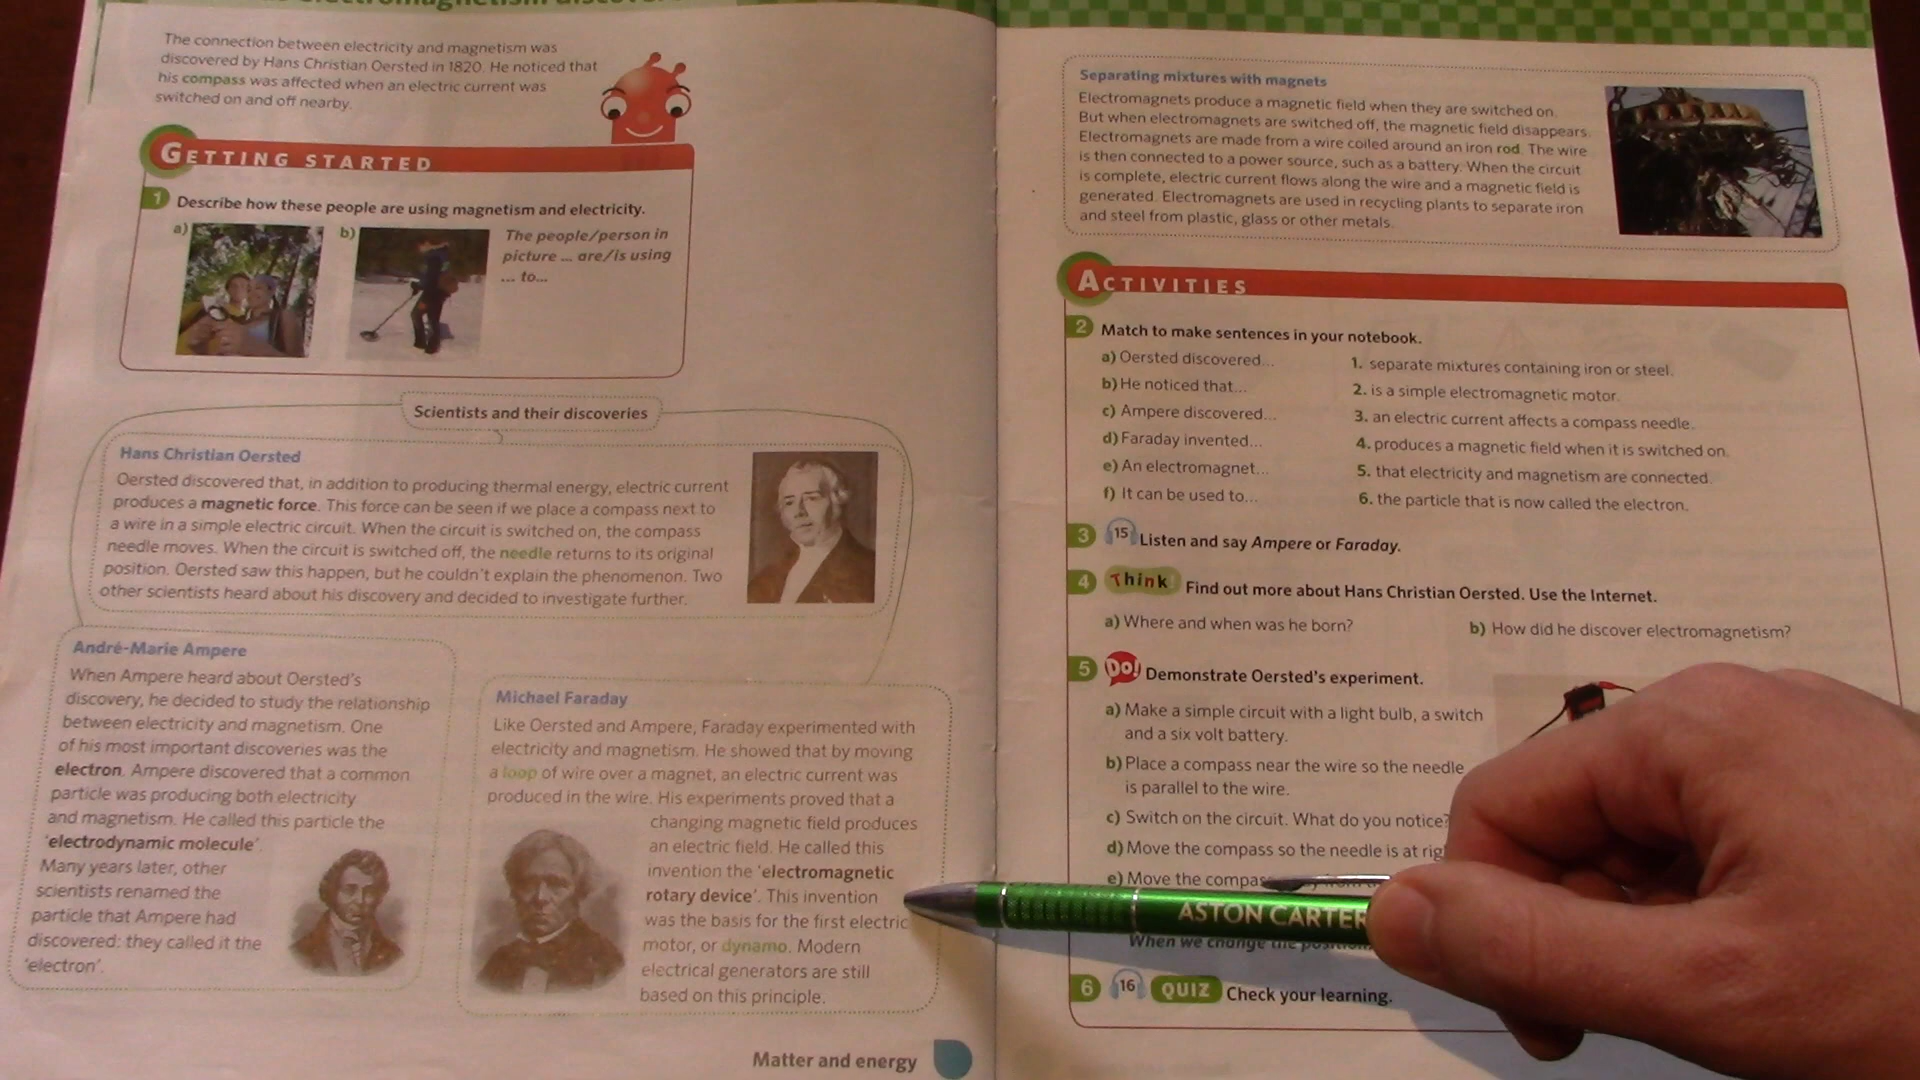 The connection between electricity and magnetism was
discovered by Hans Christian Oersted in 1820. He noticed that
his compass was affected when an electric current was
switched on and off nearby.
GETTING STARTED
1 Describe how these people are using magnetism and electricity.
a) b) The people/person in
picture ... are/is using
... to...
Scientists and their discoveries
Hans Christian Oersted
Oersted discovered that, in addition to producing thermal energy, electric current
produces a magnetic force. This force can be seen if we place a compass next to
a wire in a simple electric circuit. When the circuit is switched on, the compass
needle moves. When the circuit is switched off, the needle returns to its original
position. Oersted saw this happen, but he couldn't explain the phenomenon. Two
other scientists heard about his discovery and decided to investigate further.
André-Marie Ampere
When Ampere heard about Oersted's
discovery, he decided to study the relationship
between electricity and magnetism. One
of his most important discoveries was the
electron. Ampere discovered that a common
particle was producing both electricity
and magnetism. He called this particle the
'electrodynamic molecule'.
Many years later, other
scientists renamed the
particle that Ampere had
discovered: they called it the
'electron'.
Michael Faraday
Like Oersted and Ampere, Faraday experimented with
electricity and magnetism. He showed that by moving
a loop of wire over a magnet, an electric current was
produced in the wire. His experiments proved that a
changing magnetic field produces
an electric field. He called this
invention the 'electromagnetic
rotary device'. This invention
was the basis for the first electric
motor, or dynamo. Modern
electrical generators are still
based on this principle.
Matter and energy
Separating mixtures with magnets
Electromagnets produce a magnetic field when they are switched on.
But when electromagnets are switched off, the magnetic field disappears.
Electromagnets are made from a wire coiled around an iron rod. The wire
is then connected to a power source, such as a battery. When the circuit
is complete, electric current flows along the wire and a magnetic field is
generated. Electromagnets are used in recycling plants to separate iron
and steel from plastic, glass or other metals.
ACTIVITIES
2 Match to make sentences in your notebook.
a) Oersted discovered... 1. separate mixtures containing iron or steel.
b) He noticed that... 2. is a simple electromagnetic motor.
c) Ampere discovered... 3. an electric current affects a compass needle.
d) Faraday invented... 4. produces a magnetic field when it is switched on.
e) An electromagnet... 5. that electricity and magnetism are connected.
f) It can be used to... 6. the particle that is now called the electron.
3 15 Listen and say Ampere or Faraday.
4 Think Find out more about Hans Christian Oersted. Use the Internet.
a) Where and when was he born? b) How did he discover electromagnetism?
5 Do! Demonstrate Oersted's experiment.
a) Make a simple circuit with a light bulb, a switch
and a six volt battery.
b) Place a compass near the wire so the needle
is parallel to the wire.
c) Switch on the circuit. What do you notice?
d) Move the compass so the needle is at
e) Move the
ASTON CARTER
When we change the
6 16 QUIZ Check your learning.